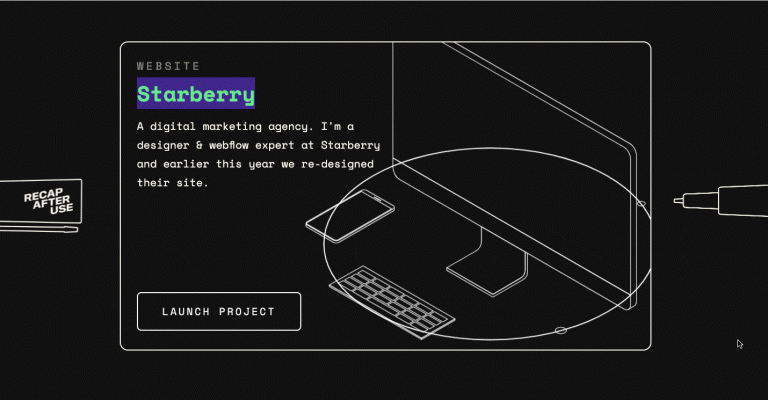 WEBSITE
Starberry
A digital marketing agency. I'm a
designer & webflow expert at Starberry
and earlier this year we re-designed
their site.
RECAP
AFTER
USE
LAUNCH PROJECT